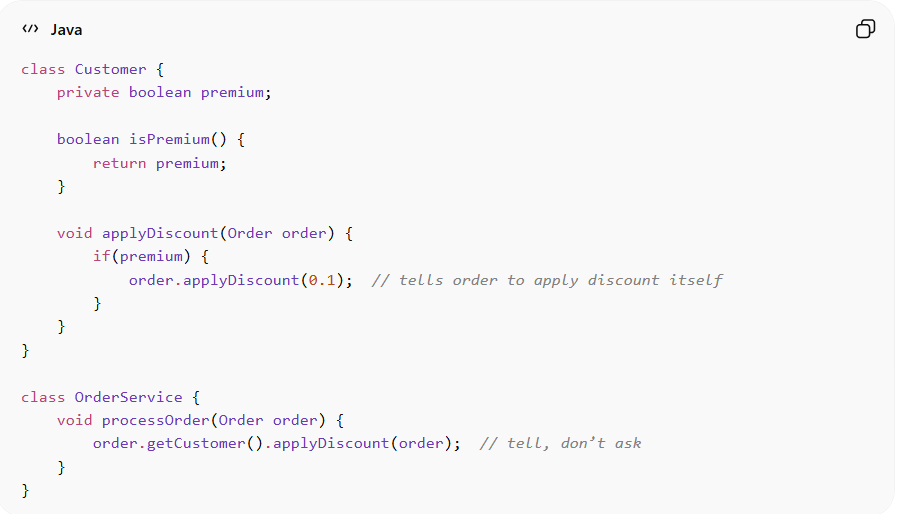 Java
class Customer {
    private boolean premium;

    boolean isPremium() {
        return premium;
    }

    void applyDiscount(Order order) {
        if(premium) {
            order.applyDiscount(0.1);  // tells order to apply discount itself
        }
    }
}

class OrderService {
    void processOrder(Order order) {
        order.getCustomer().applyDiscount(order);  // tell, don’t ask
    }
}